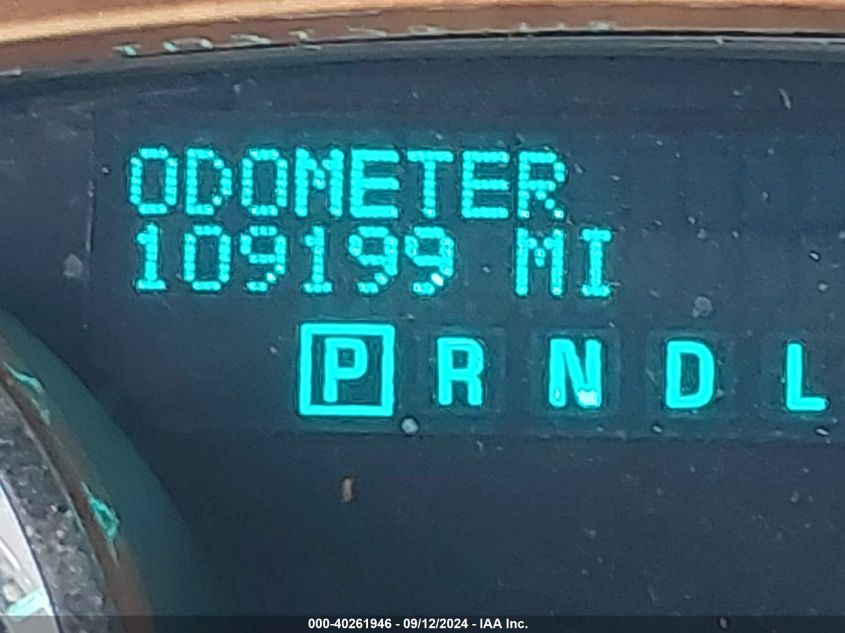 ODOMETER
109199 MI
P R N D L
000-40261946 - 09/12/2024 - IAA Inc.